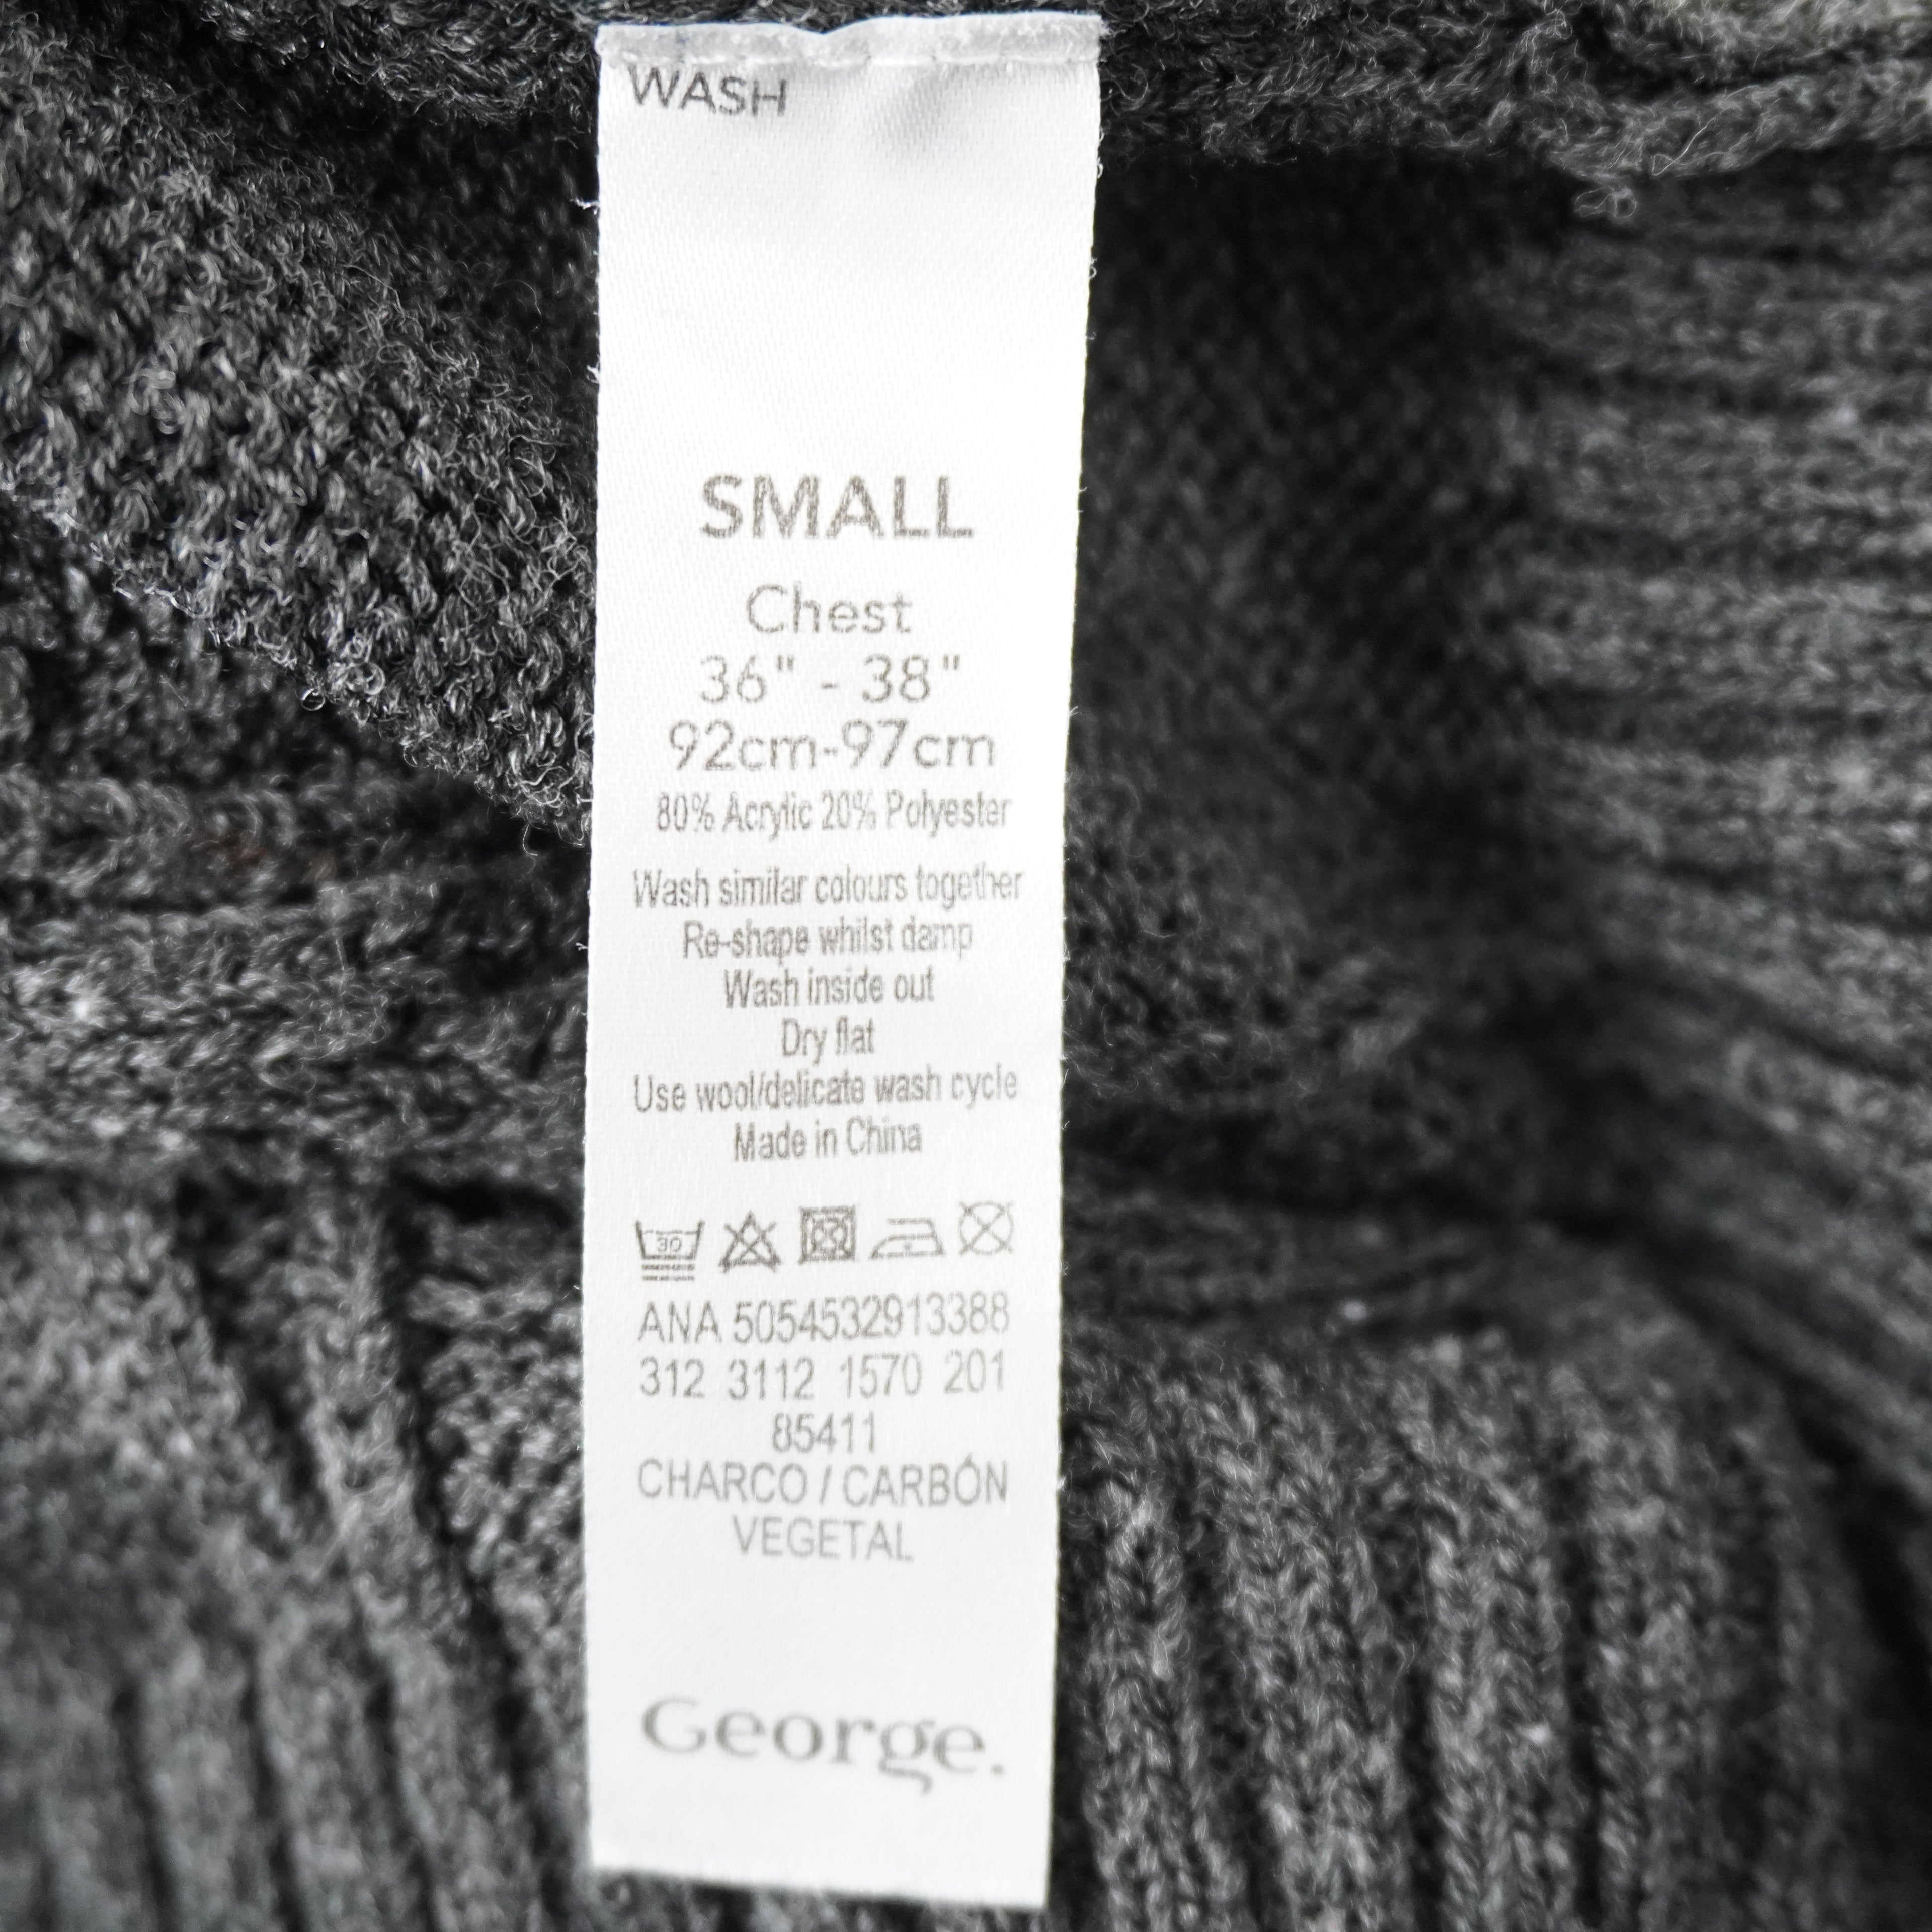 WASH
SMALL
Chest
36" - 38"
92cm-97cm
80% Acrylic 20% Polyester
Wash similar colours together
Re-shape whilst damp
Wash inside out
Dry flat
Use wool/delicate wash cycle
Made in China
30
ANA 5054532913388
312 3112 1570 201
85411
CHARCO / CARBÓN
VEGETAL
George.